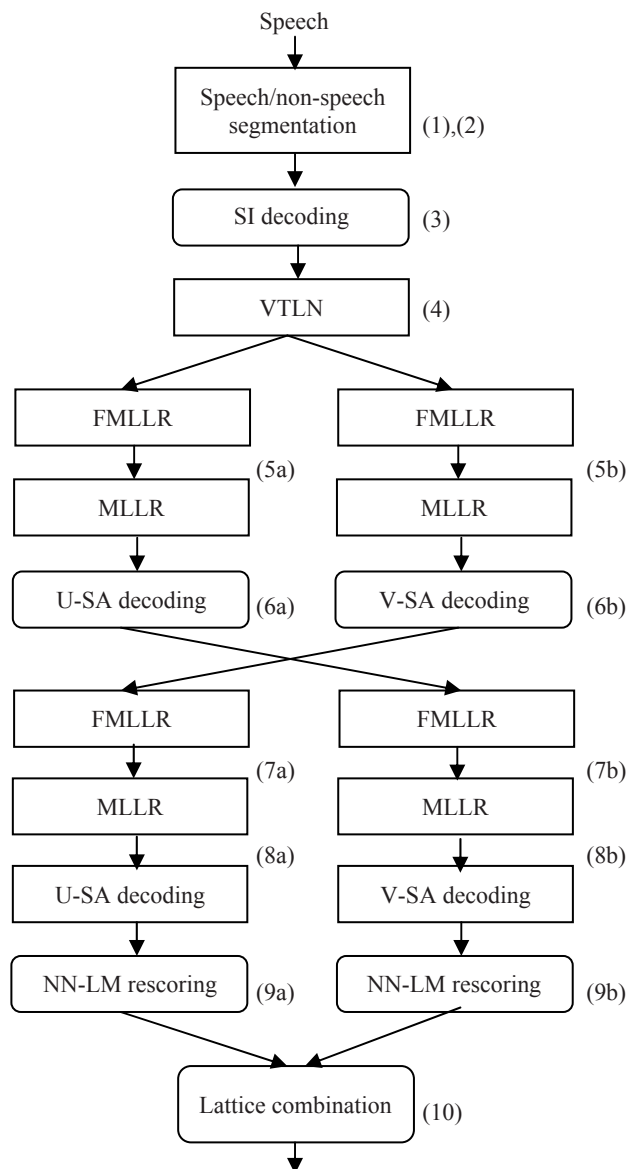 Speech
Speech/non-speech
segmentation
(1),(2)
SI decoding
(3)
VTLN
(4)
FMLLR
FMLLR
(5a)
(5b)
MLLR
MLLR
U-SA decoding
(6a)
V-SA decoding
(6b)
FMLLR
FMLLR
(7a)
(7b)
MLLR
MLLR
(8a)
(8b)
U-SA decoding
V-SA decoding
NN-LM rescoring
(9a)
NN-LM rescoring
(9b)
Lattice combination
(10)